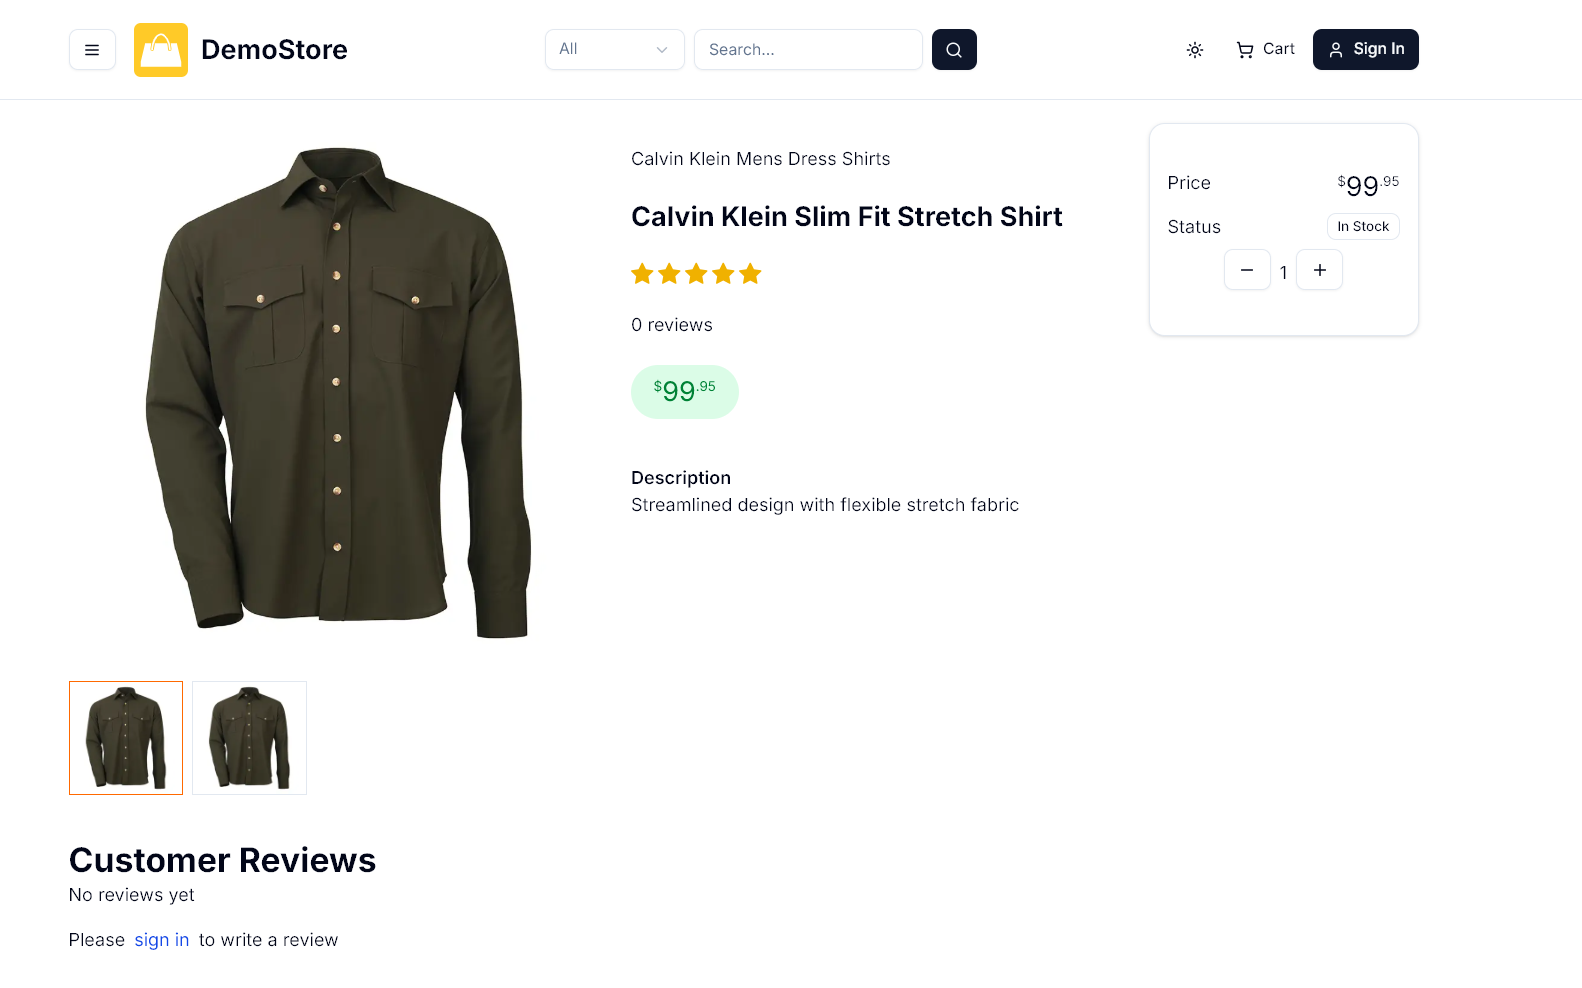 DemoStore
All
Search...
Cart
Sign In
Calvin Klein Mens Dress Shirts
Calvin Klein Slim Fit Stretch Shirt
0 reviews
$99.95
Description
Streamlined design with flexible stretch fabric
Price
$99.95
Status
In Stock
1
Customer Reviews
No reviews yet
Please sign in to write a review